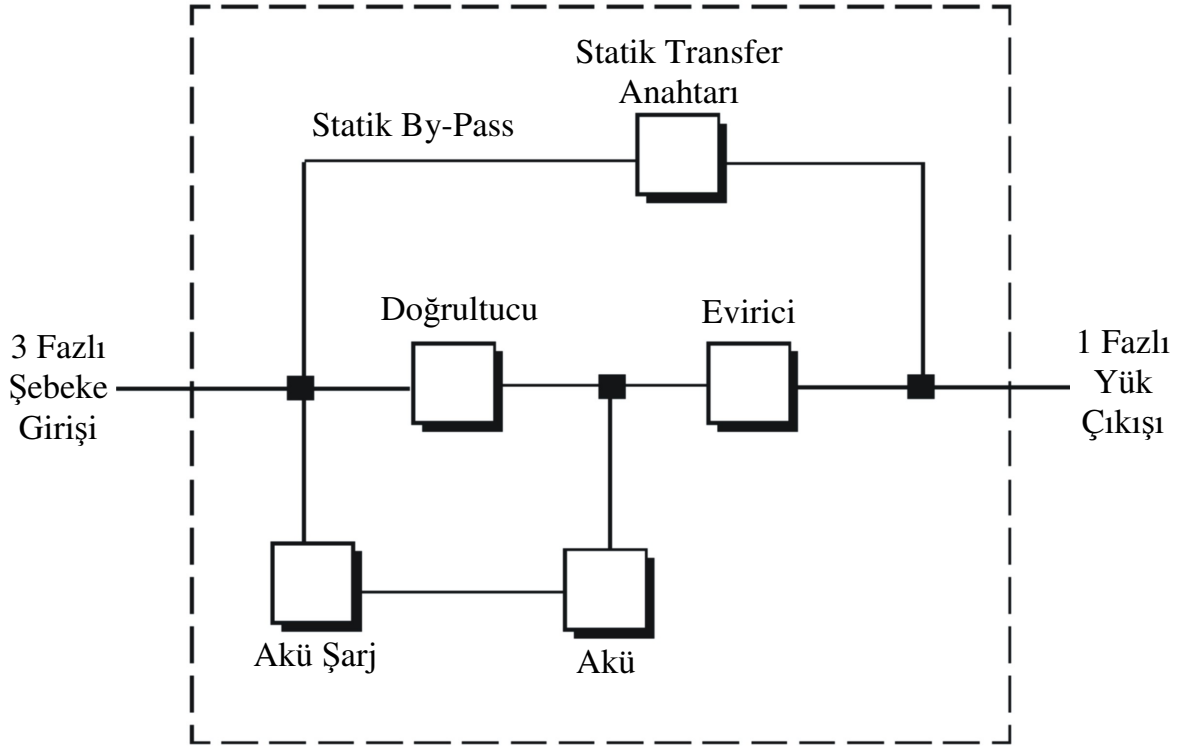 Statik Transfer
Anahtarı
Statik By-Pass
Doğrultucu
Evirici
3 Fazlı
Şebeke
Girişi
1 Fazlı
Yük
Çıkışı
Akü Şarj
Akü